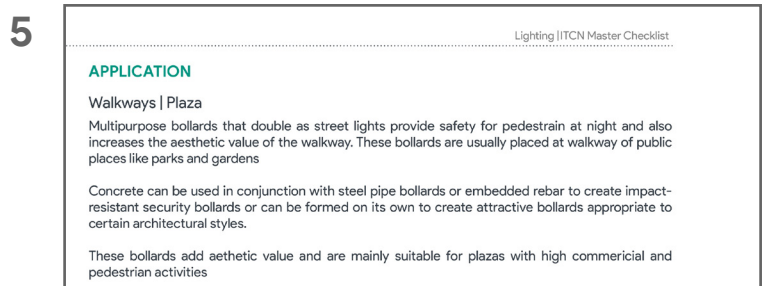 5
Lighting |ITCN Master Checklist
APPLICATION
Walkways | Plaza
Multipurpose bollards that double as street lights provide safety for pedestrain at night and also
increases the aesthetic value of the walkway. These bollards are usually placed at walkway of public
places like parks and gardens
Concrete can be used in conjunction with steel pipe bollards or embedded rebar to create impact-
resistant security bollards or can be formed on its own to create attractive bollards appropriate to
certain architectural styles.
These bollards add aethetic value and are mainly suitable for plazas with high commericial and
pedestrian activities